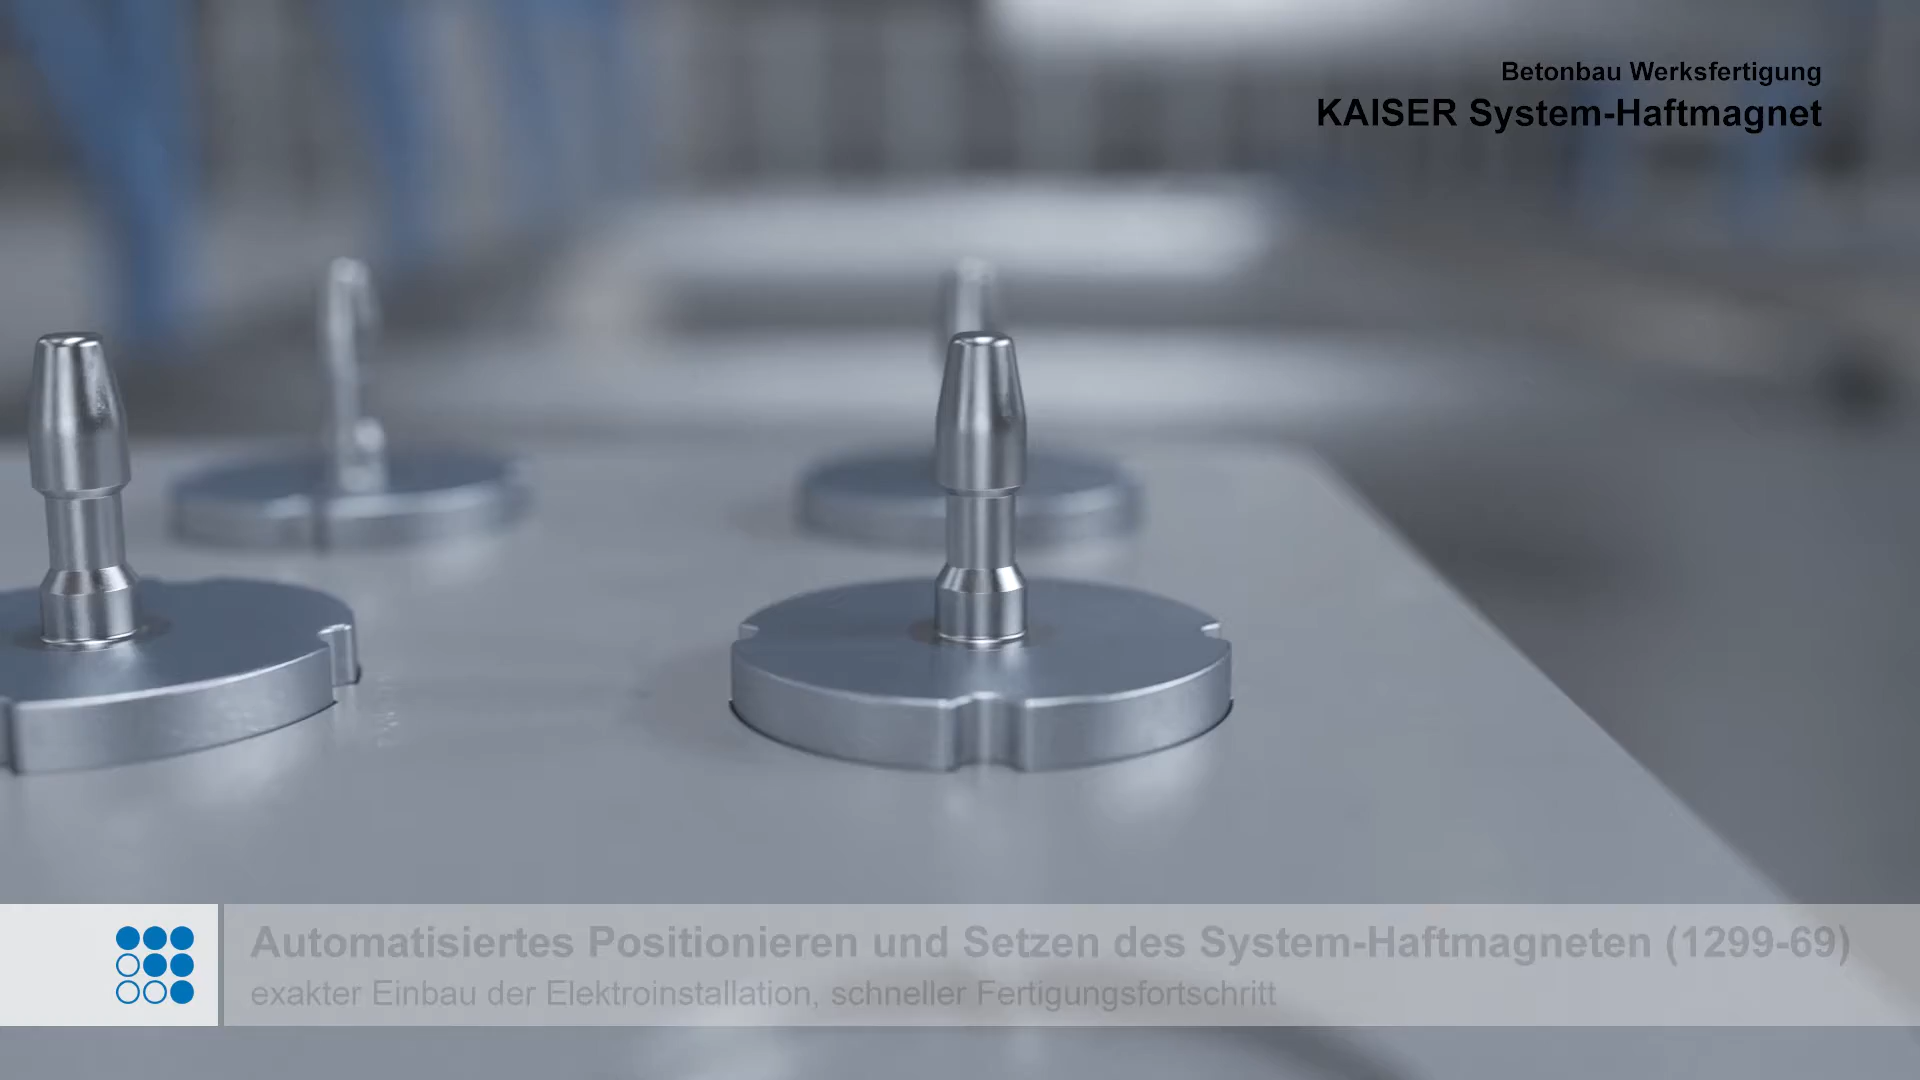 Betonbau Werksfertigung
KAISER System-Haftmagnet
Automatisiertes Positionieren und Setzen des System-Haftmagneten (1299-69)
exakter Einbau der Elektroinstallation, schneller Fertigungsfortschritt